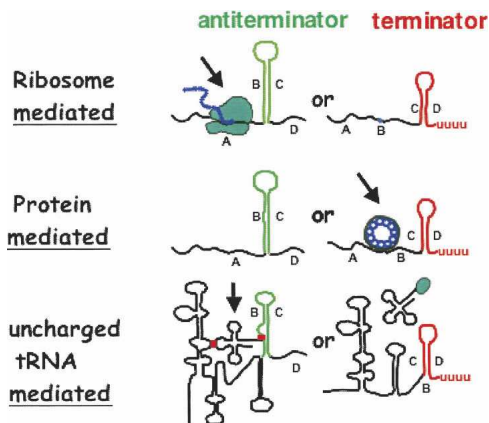 antiterminator terminator
Ribosome
mediated
B C
A D
or
C D
A B uuuu
Protein
mediated
B C
A D
or
C D
A B uuuu
uncharged
tRNA
mediated
B C
D
or
C D
B uuuu